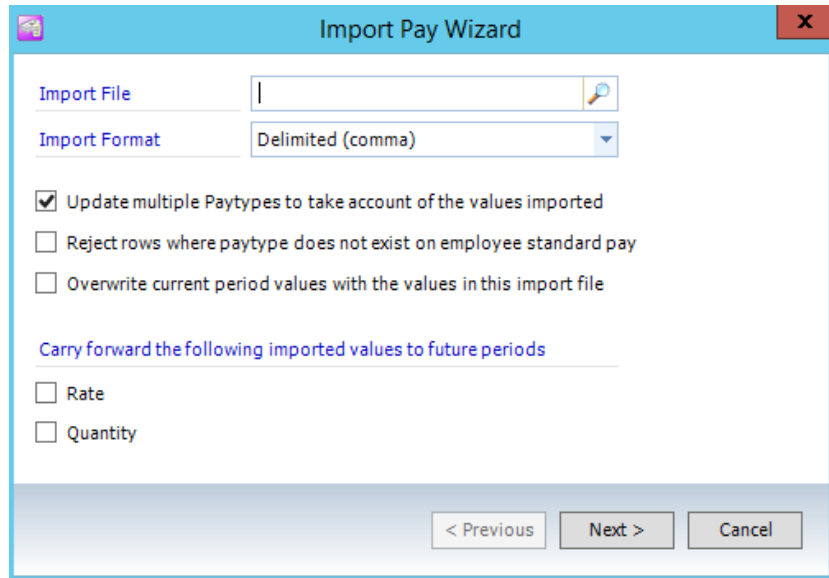 Import Pay Wizard
x
Import File
Import Format Delimited (comma)
Update multiple Paytypes to take account of the values imported
Reject rows where paytype does not exist on employee standard pay
Overwrite current period values with the values in this import file
Carry forward the following imported values to future periods
Rate
Quantity
< Previous Next > Cancel